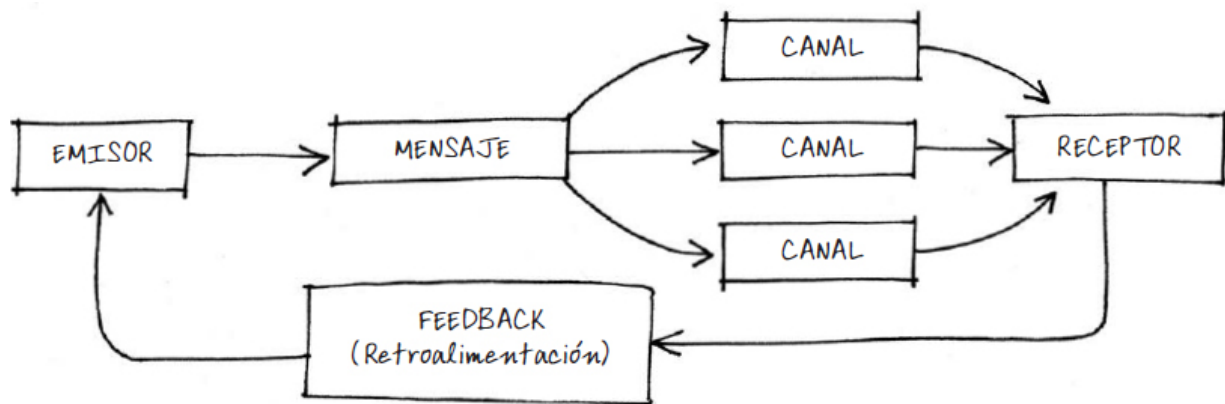 CANAL
EMISOR
MENSAJE
CANAL
RECEPTOR
CANAL
FEEDBACK
(Retroalimentación)